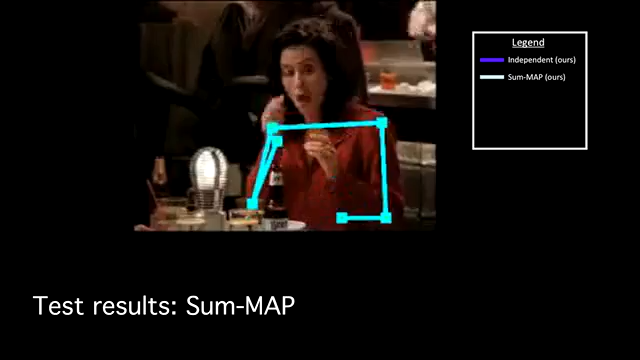 Legend
Independent (ours)
Sum-MAP (ours)
Test results: Sum-MAP